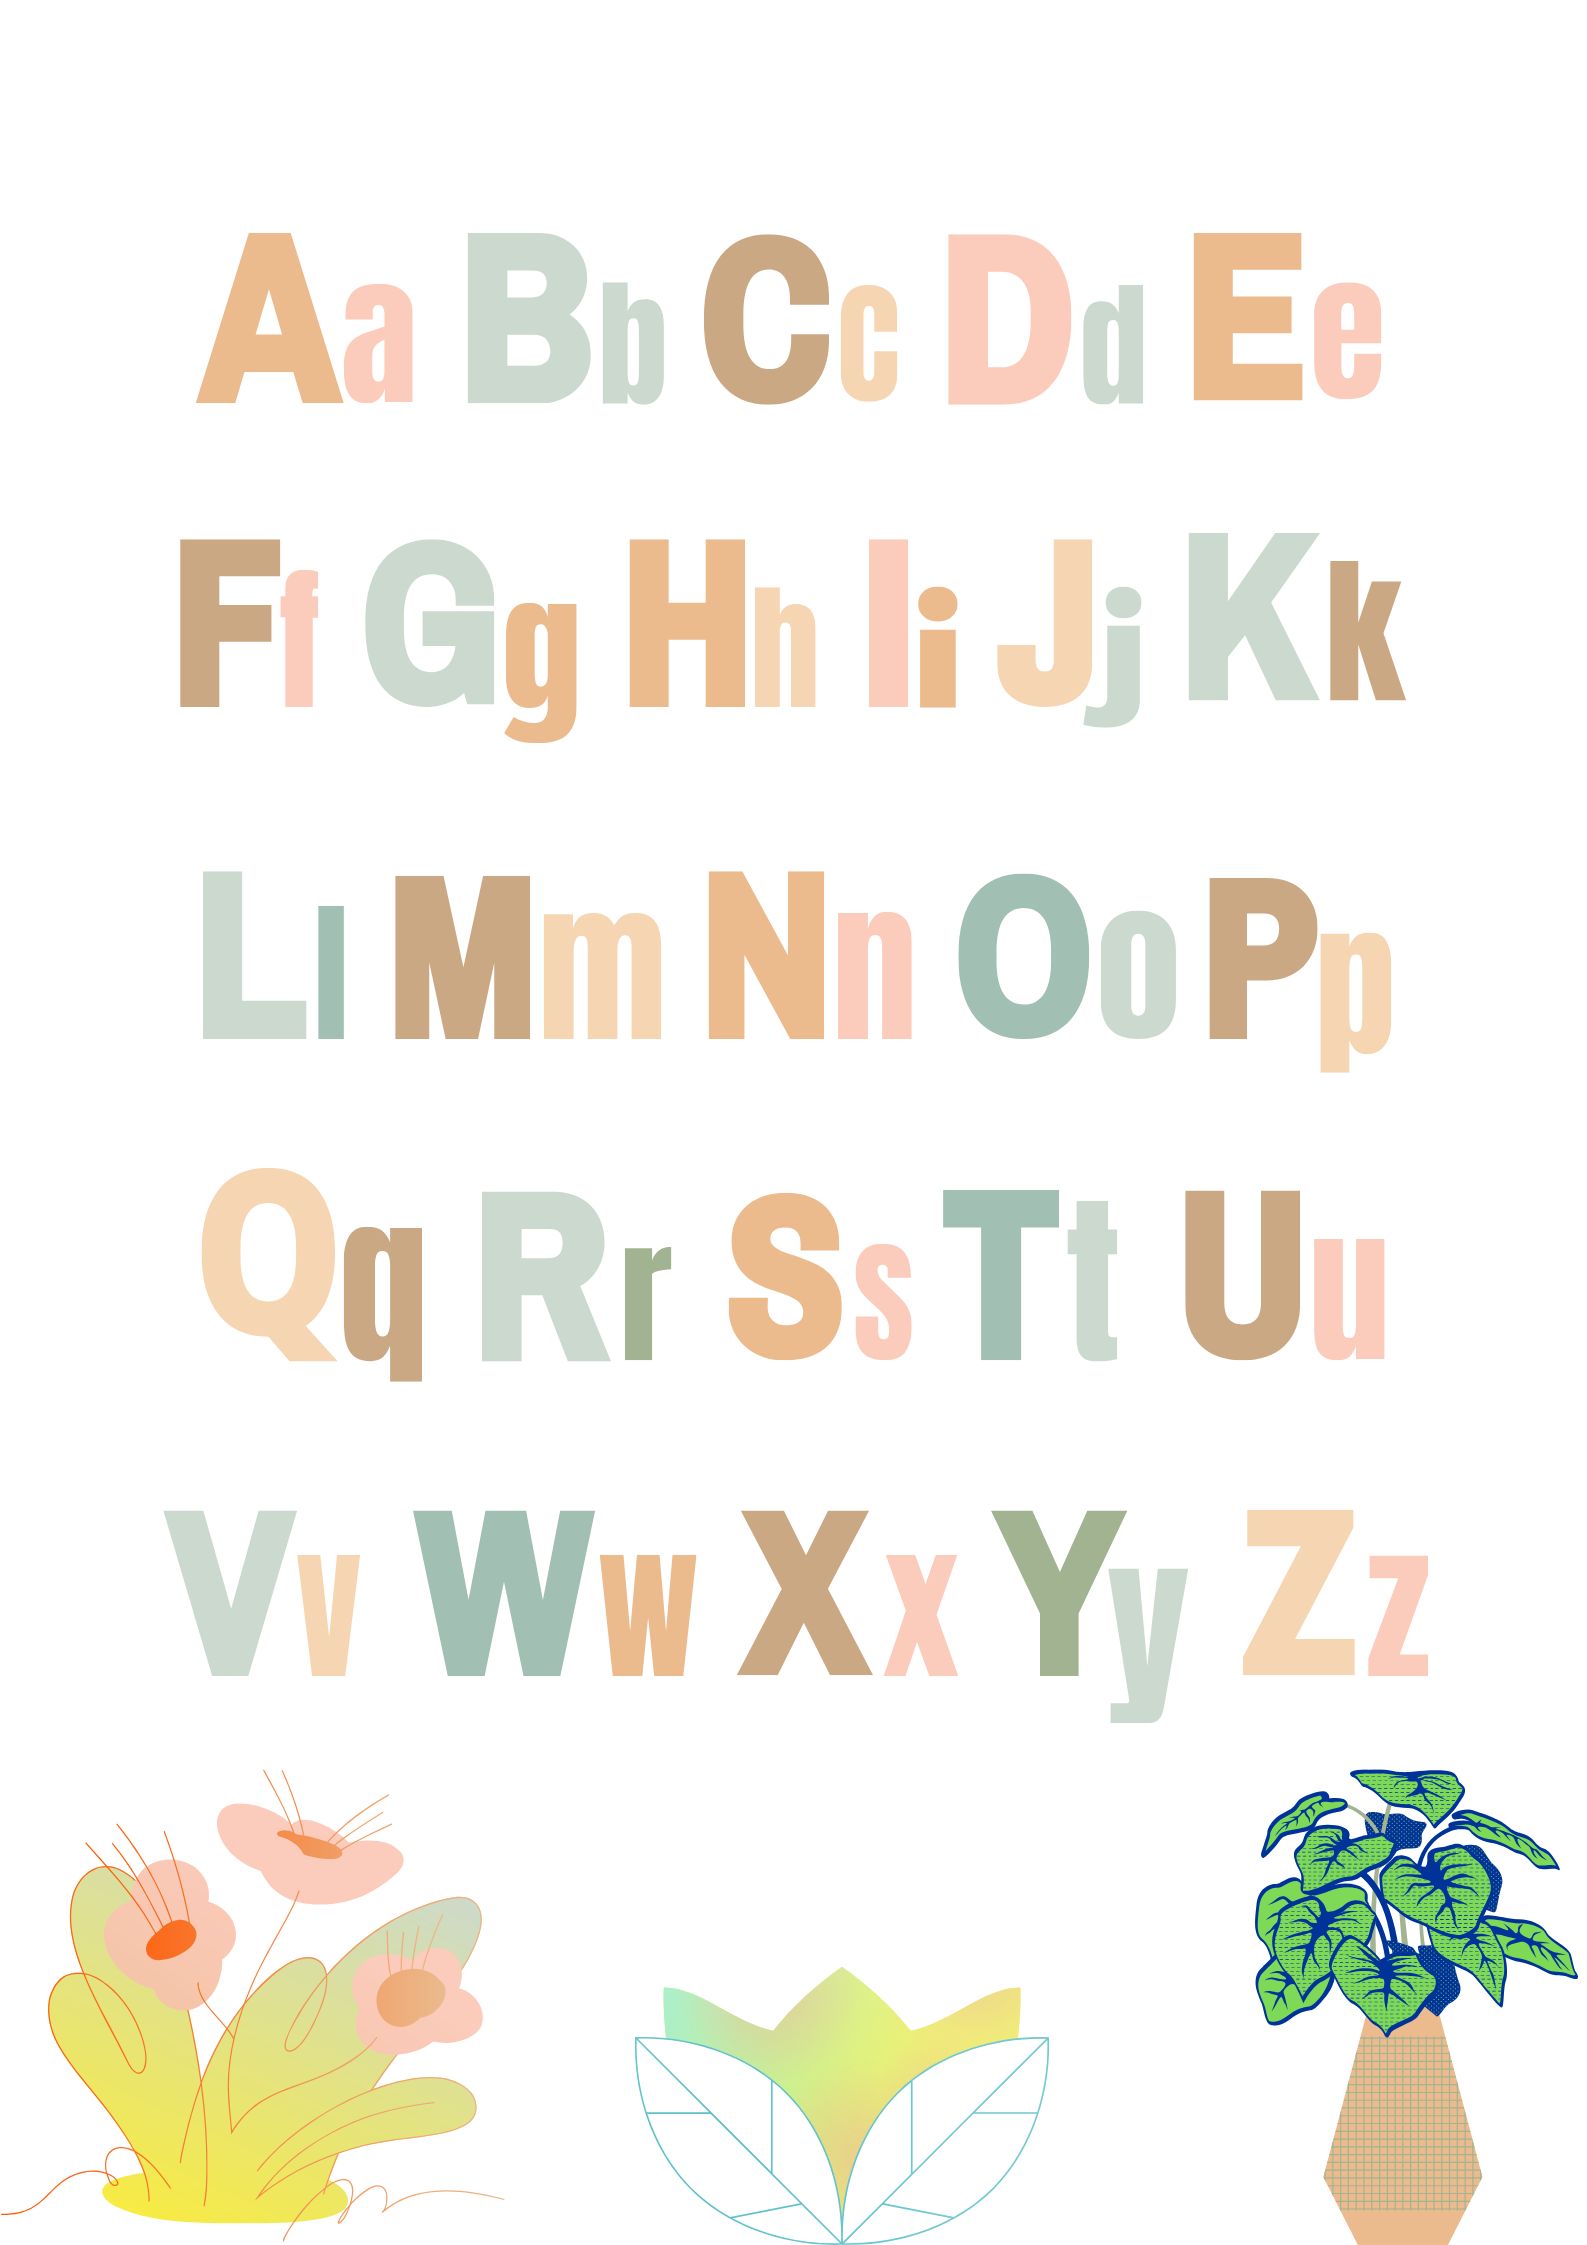 Aa Bb Cc Dd Ee
Ff Gg Hh Ii Jj Kk
Ll Mm Nn Oo Pp
Qq Rr Ss Tt Uu
Vv Ww Xx Yy Zz